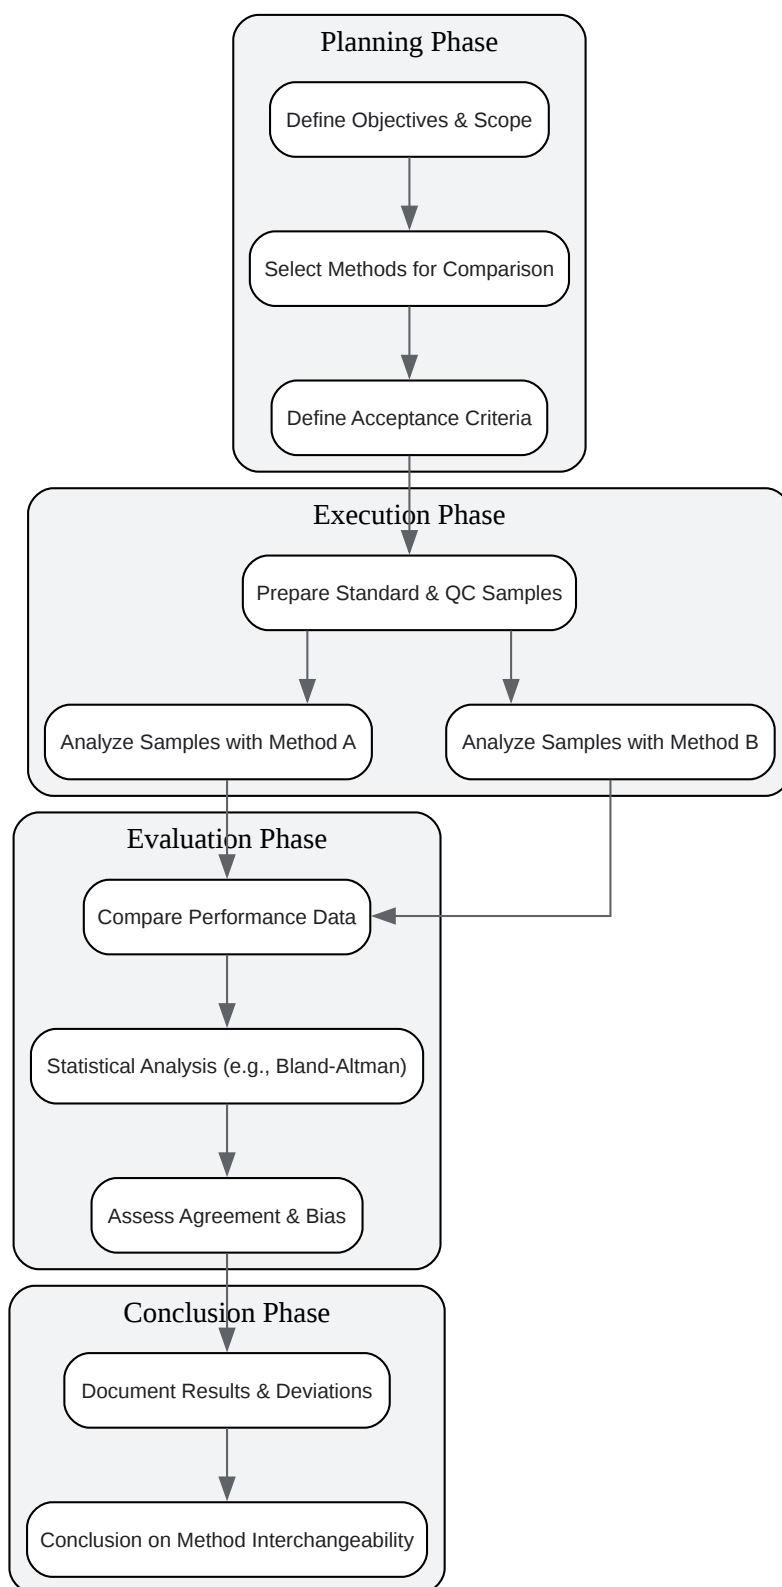 Planning Phase
Define Objectives & Scope
Select Methods for Comparison
Define Acceptance Criteria
Execution Phase
Prepare Standard & QC Samples
Analyze Samples with Method A
Analyze Samples with Method B
Evaluation Phase
Compare Performance Data
Statistical Analysis (e.g., Bland-Altman)
Assess Agreement & Bias
Conclusion Phase
Document Results & Deviations
Conclusion on Method Interchangeability